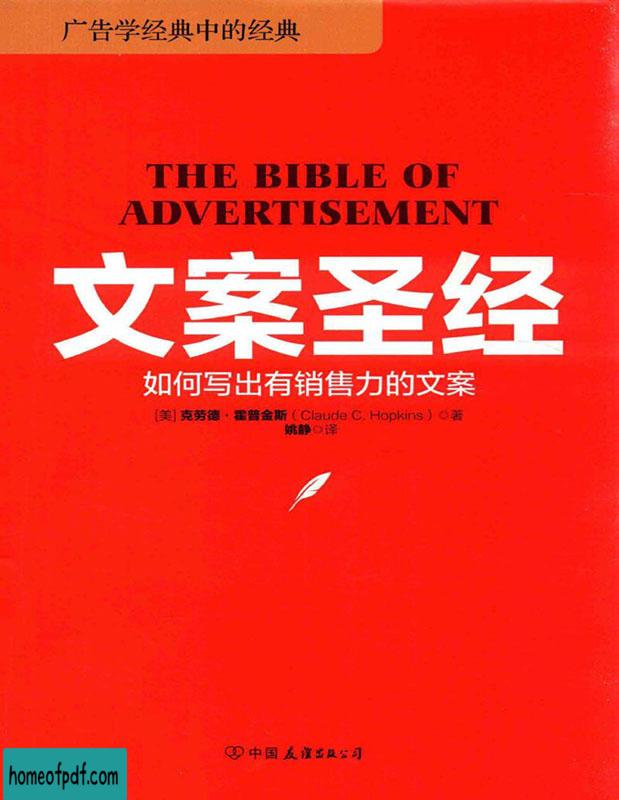 广告学经典中的经典
THE BIBLE OF
ADVERTISEMENT
文案圣经
如何写出有销售力的文案
[美] 克劳德·霍普金斯（Claude C. Hopkins）◎著
姚静◎译
中国友谊出版公司
homeofpdf.com